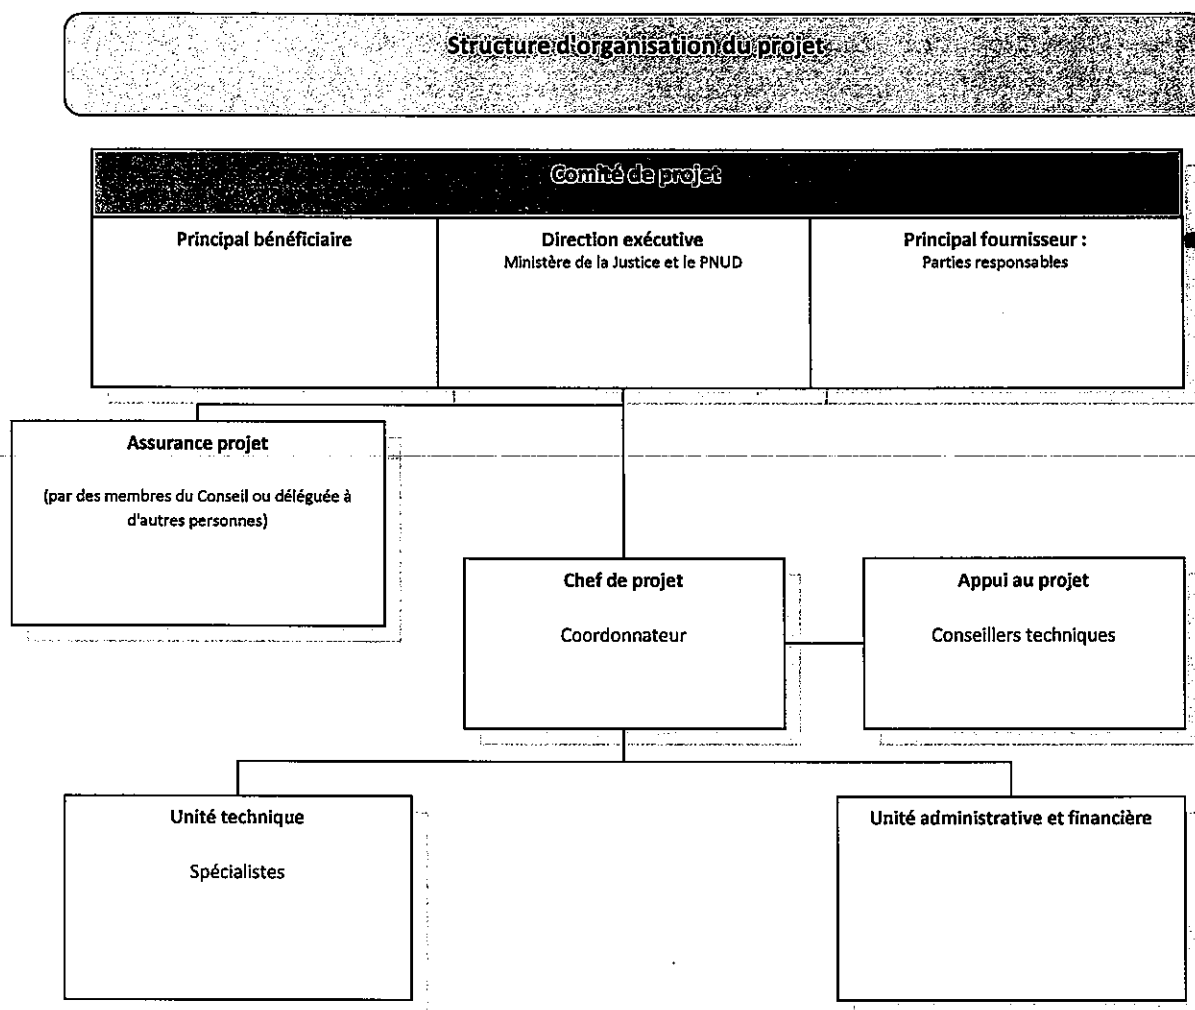 Structure d'organisation du projet
Comité de projet
Principal bénéficiaire
Direction exécutive
Ministère de la Justice et le PNUD
Principal fournisseur :
Parties responsables
Assurance projet
(par des membres du Conseil ou déléguée à
d'autres personnes)
Chef de projet
Coordonnateur
Appui au projet
Conseillers techniques
Unité technique
Spécialistes
Unité administrative et financière